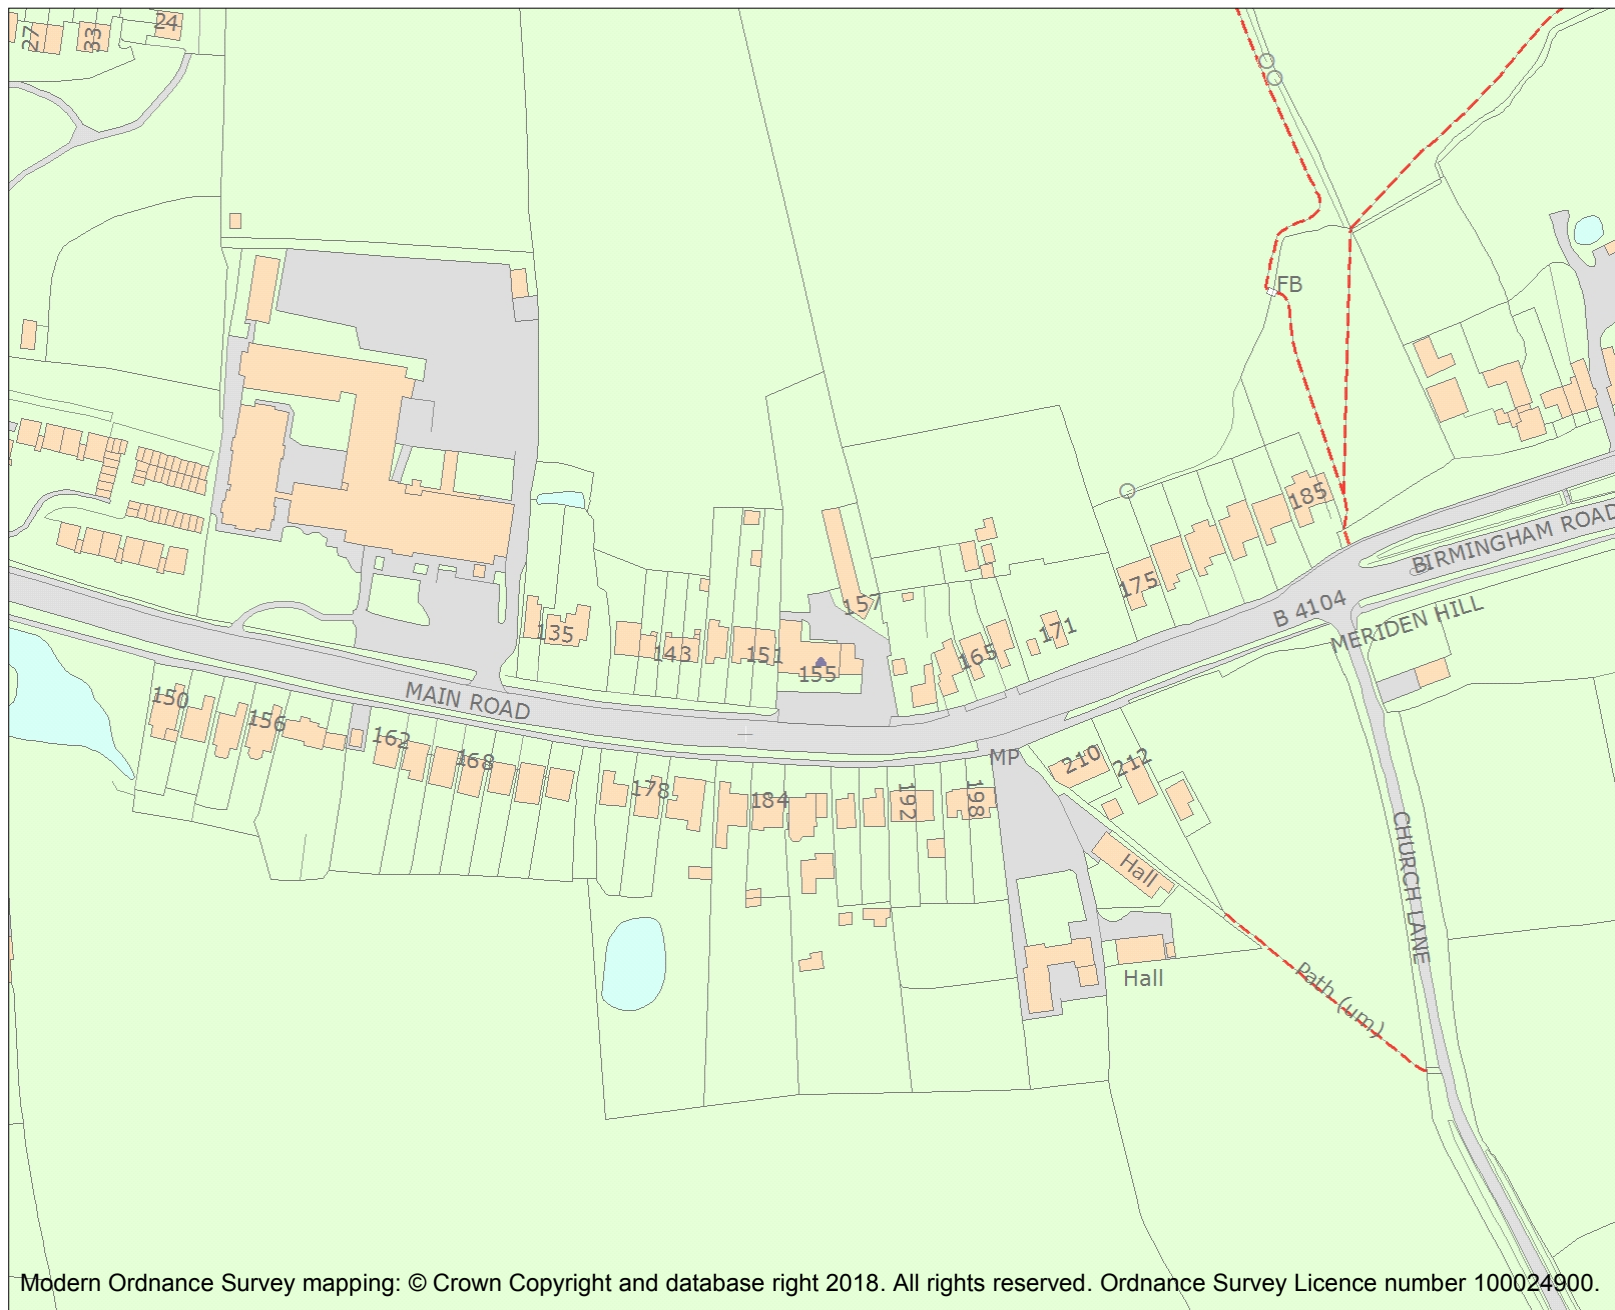 27
33
24
FB
185
175
BIRMINGHAM ROAD
B 4104
MERIDEN HILL
157
171
165
135
143
151
155
MAIN ROAD
150
156
162
168
178
184
192
198
MP
210
212
Hall
CHURCH LANE
Hall
Path (um)
Modern Ordnance Survey mapping: © Crown Copyright and database right 2018. All rights reserved. Ordnance Survey Licence number 100024900.